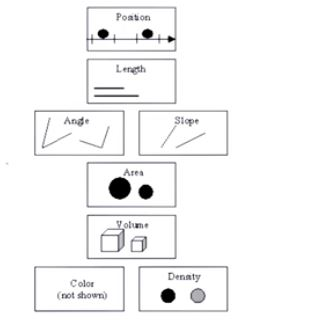 Position
Length
Angle
Slope
Area
Volume
Color
(not shown)
Density